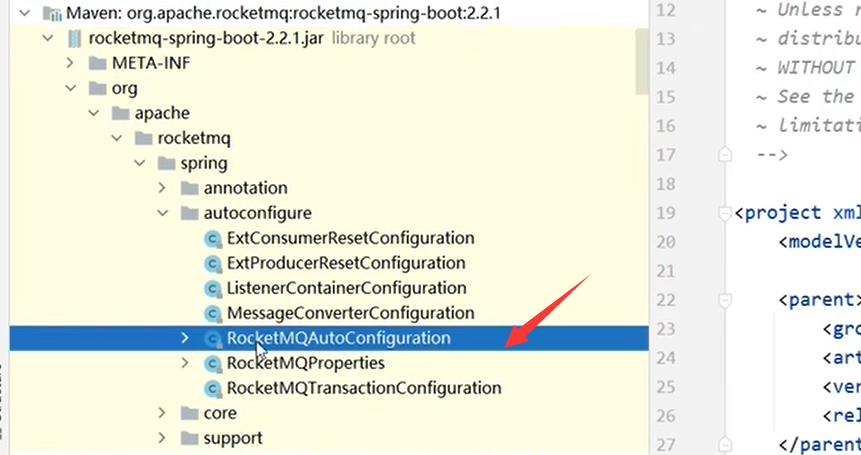 Maven: org.apache.rocketmq:rocketmq-spring-boot:2.2.1
rocketmq-spring-boot-2.2.1.jar library root
META-INF
org
apache
rocketmq
spring
annotation
autoconfigure
ExtConsumerResetConfiguration
ExtProducerResetConfiguration
ListenerContainerConfiguration
MessageConverterConfiguration
RocketMQAutoConfiguration
RocketMQProperties
RocketMQTransactionConfiguration
core
support
12 ~ Unless
13 ~ distribu
14 ~ WITHOUT
15 ~ See the
16 ~ limitati
17 -->
18
19 <project xml
20 <modelVe
21
22 <parent>
23 <gro
24 <art
25 <ver
26 <rel
27 </parent>